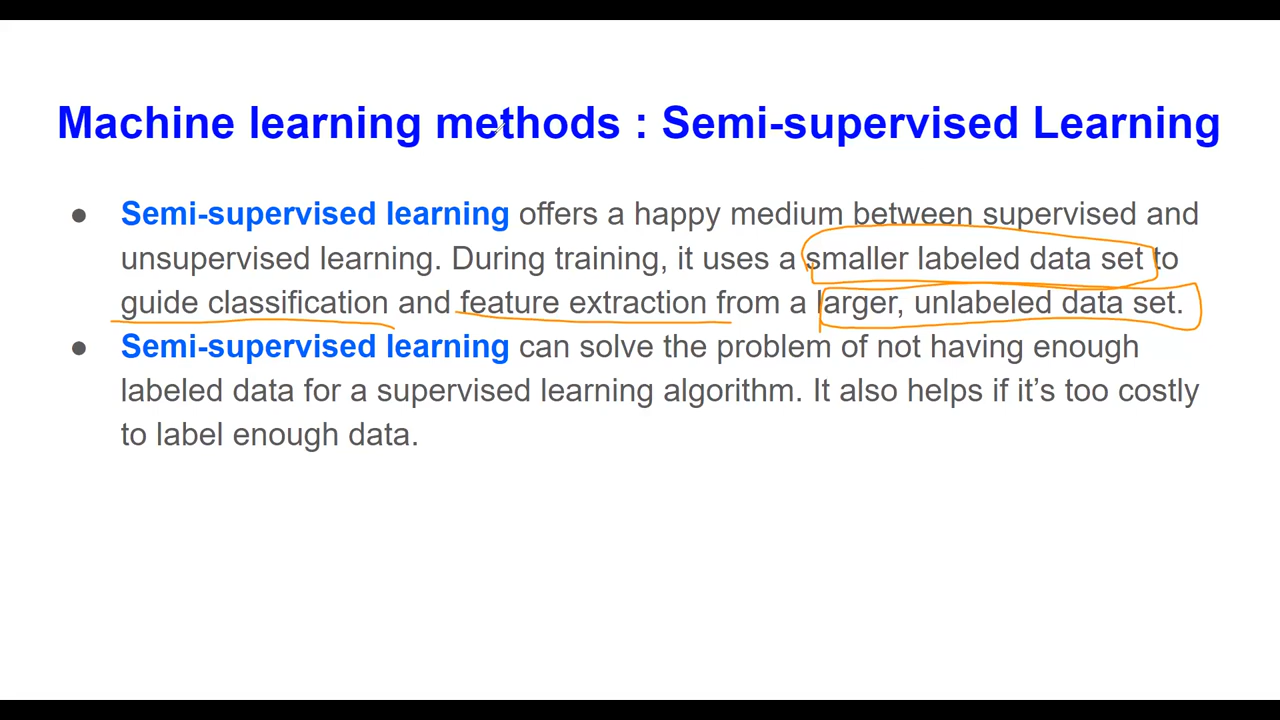 Machine learning methods : Semi-supervised Learning
● Semi-supervised learning offers a happy medium between supervised and
unsupervised learning. During training, it uses a smaller labeled data set to
guide classification and feature extraction from a larger, unlabeled data set.
● Semi-supervised learning can solve the problem of not having enough
labeled data for a supervised learning algorithm. It also helps if it’s too costly
to label enough data.